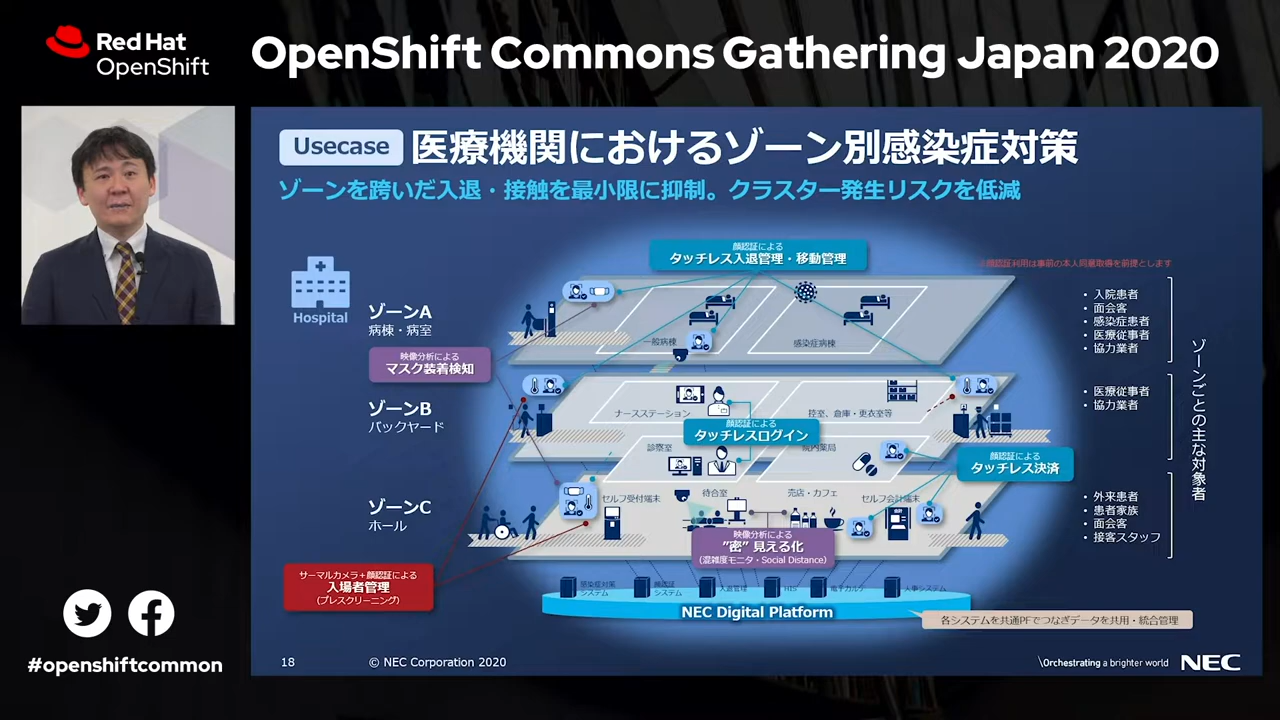 Red Hat
OpenShift
OpenShift Commons Gathering Japan 2020
Usecase 医療機関におけるゾーン別感染症対策
ゾーンを跨いだ入退・接触を最小限に抑制。クラスター発生リスクを低減
顔認証による
タッチレス入退管理・移動管理
※顔認証利用は事前の本人同意取得を前提とします
Hospital
ゾーンA
病棟・病室
一般病棟
感染症病棟
・入院患者
・面会客
・感染症患者
・医療従事者
・協力業者
映像分析による
マスク装着検知
ゾーンB
バックヤード
ナースステーション
控室、倉庫・更衣室等
・医療従事者
・協力業者
顔認証による
タッチレスログイン
診察室
院内薬局
顔認証による
タッチレス決済
ゾーンごとの主な対象者
ゾーンC
ホール
セルフ受付端末
待合室
売店・カフェ
セルフ会計端末
・外来患者
・患者家族
・面会客
・接客スタッフ
映像分析による
”密” 見える化
(混雑度モニタ・Social Distance)
サーマルカメラ+顔認証による
入場者管理
(プレスクリーニング)
感染症対策
システム
顔認証
システム
入退管理
HIS
電子カルテ
人事システム
NEC Digital Platform
各システムを共通PFでつなぎデータを共用・統合管理
#openshiftcommon
18
© NEC Corporation 2020
\Orchestrating a brighter world
NEC